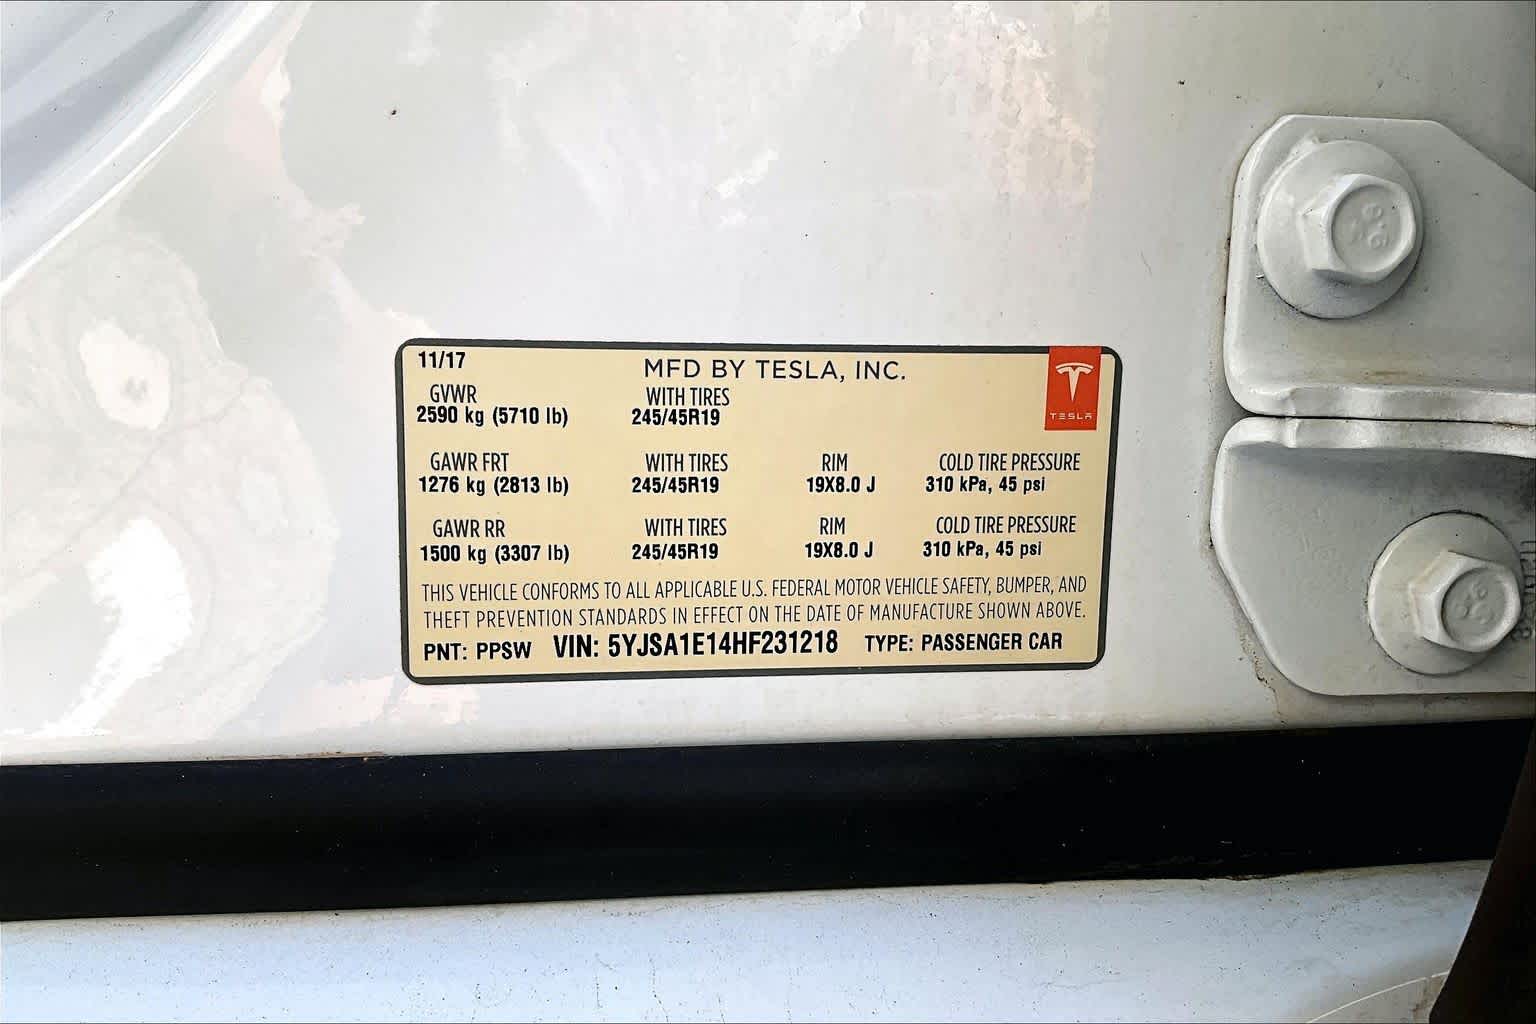 11/17
MFD BY TESLA, INC.
TESLA
GVWR WITH TIRES
2590 kg (5710 lb) 245/45R19
GAWR FRT WITH TIRES RIM COLD TIRE PRESSURE
1276 kg (2813 lb) 245/45R19 19X8.0 J 310 kPa, 45 psi
GAWR RR WITH TIRES RIM COLD TIRE PRESSURE
1500 kg (3307 lb) 245/45R19 19X8.0 J 310 kPa, 45 psi
THIS VEHICLE CONFORMS TO ALL APPLICABLE U.S. FEDERAL MOTOR VEHICLE SAFETY, BUMPER, AND
THEFT PREVENTION STANDARDS IN EFFECT ON THE DATE OF MANUFACTURE SHOWN ABOVE.
PNT: PPSW VIN: 5YJSA1E14HF231218 TYPE: PASSENGER CAR